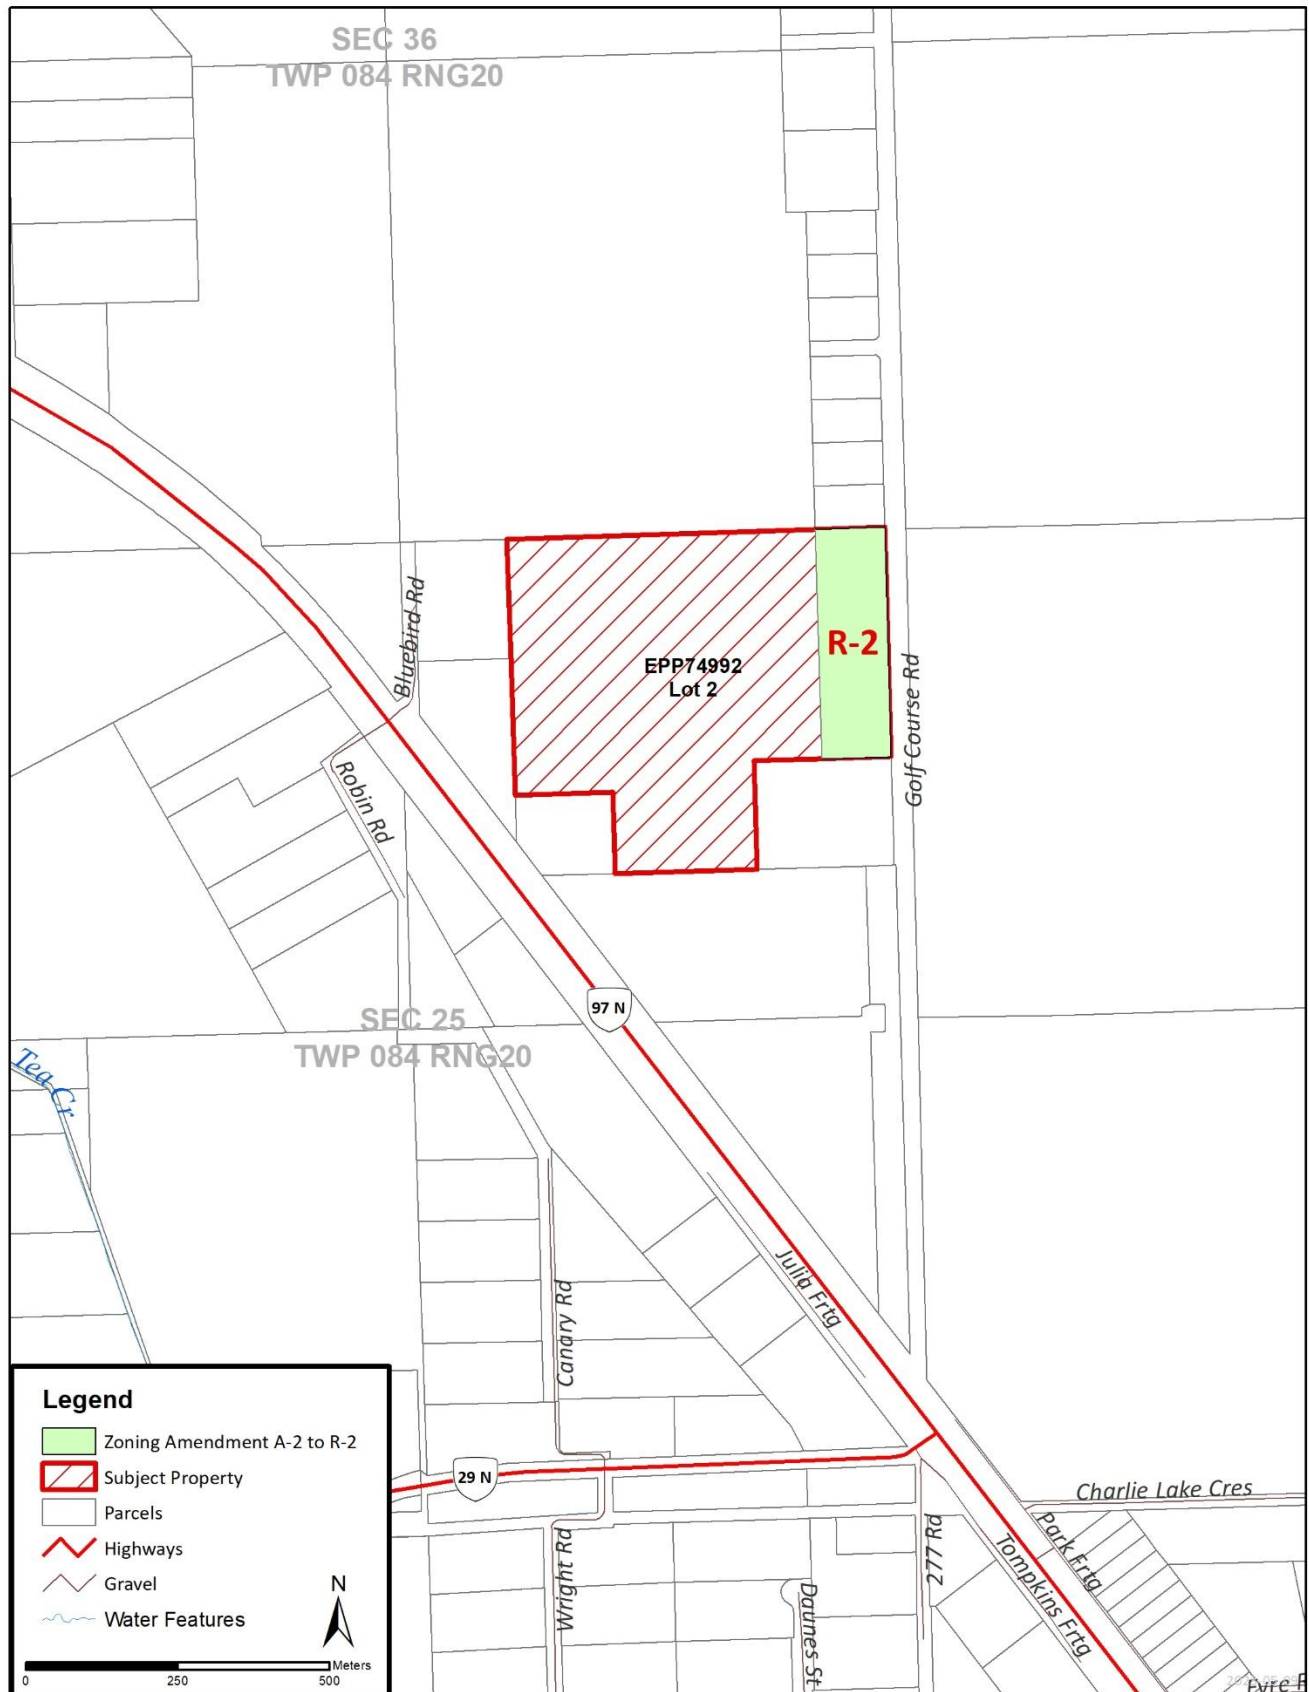 SEC 36
TWP 084 RNG20
Bluebird Rd
R-2
EPP74992
Lot 2
Golf Course Rd
Robin Rd
97 N
SEC 25
TWP 084 RNG20
Tea Cr
Julia Frtg
Canary Rd
Legend
Zoning Amendment A-2 to R-2
Subject Property
Parcels
Highways
Gravel
Water Features
N
Meters
0
250
500
29 N
Charlie Lake Cres
Wright Rd
277 Rd
Park Frtg
Tompkins Frtg
Daunes St